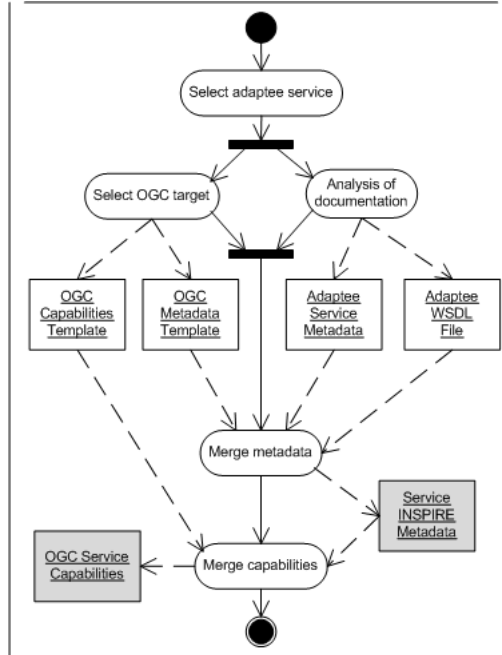 Select adaptee service
Select OGC target
Analysis of
documentation
OGC
Capabilities
Template
OGC
Metadata
Template
Adaptee
Service
Metadata
Adaptee
WSDL
File
Merge metadata
Service
INSPIRE
Metadata
OGC Service
Capabilities
Merge capabilities